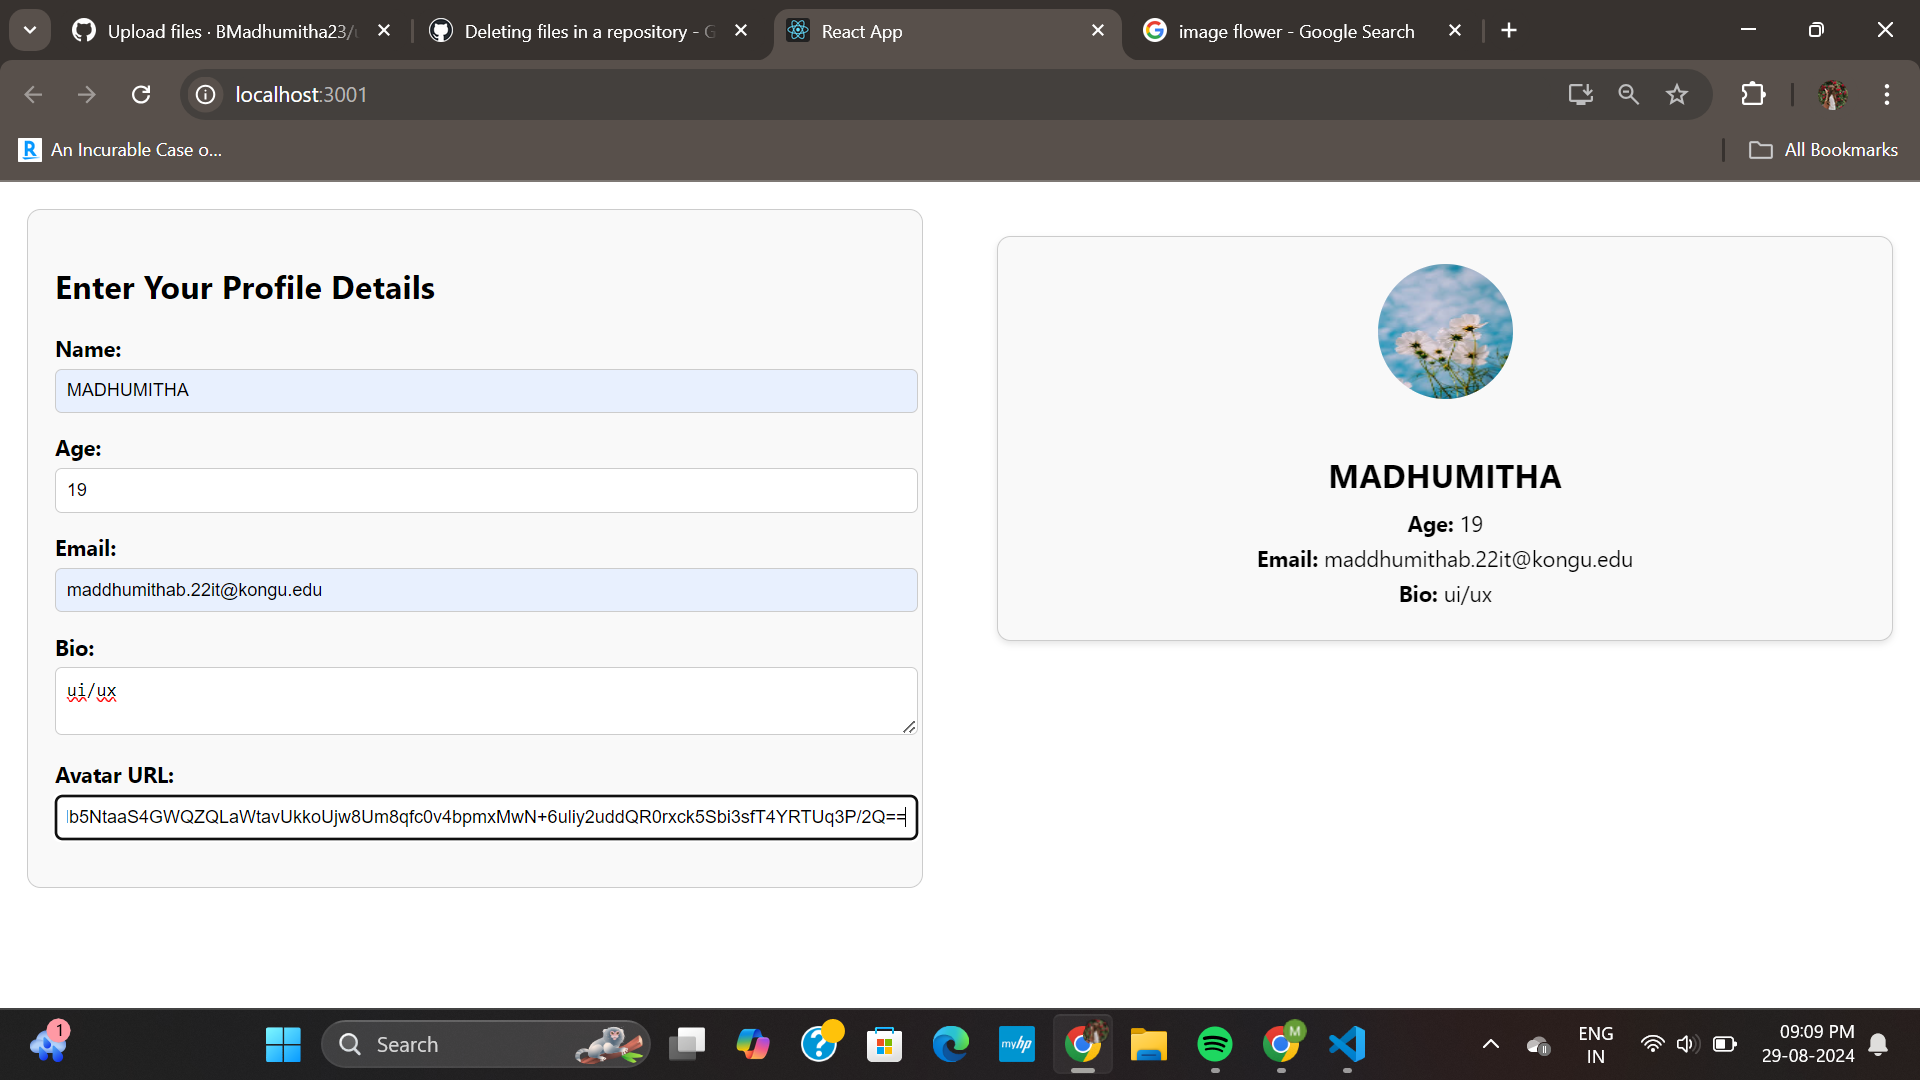 Upload files · BMadhumitha23/u
Deleting files in a repository - G
React App
image flower - Google Search
localhost:3001
R An Incurable Case o...
All Bookmarks
Enter Your Profile Details
Name:
MADHUMITHA
Age:
19
Email:
maddhumithab.22it@kongu.edu
Bio:
ui/ux
Avatar URL:
lb5NtaaS4GWQZQLaWtavUkkoUjw8Um8qfc0v4bpmxMwN+6uliy2uddQR0rxck5Sbi3sfT4YRTUq3P/2Q==
MADHUMITHA
Age: 19
Email: maddhumithab.22it@kongu.edu
Bio: ui/ux
1
Search
myhp
M
ENG
IN
09:09 PM
29-08-2024